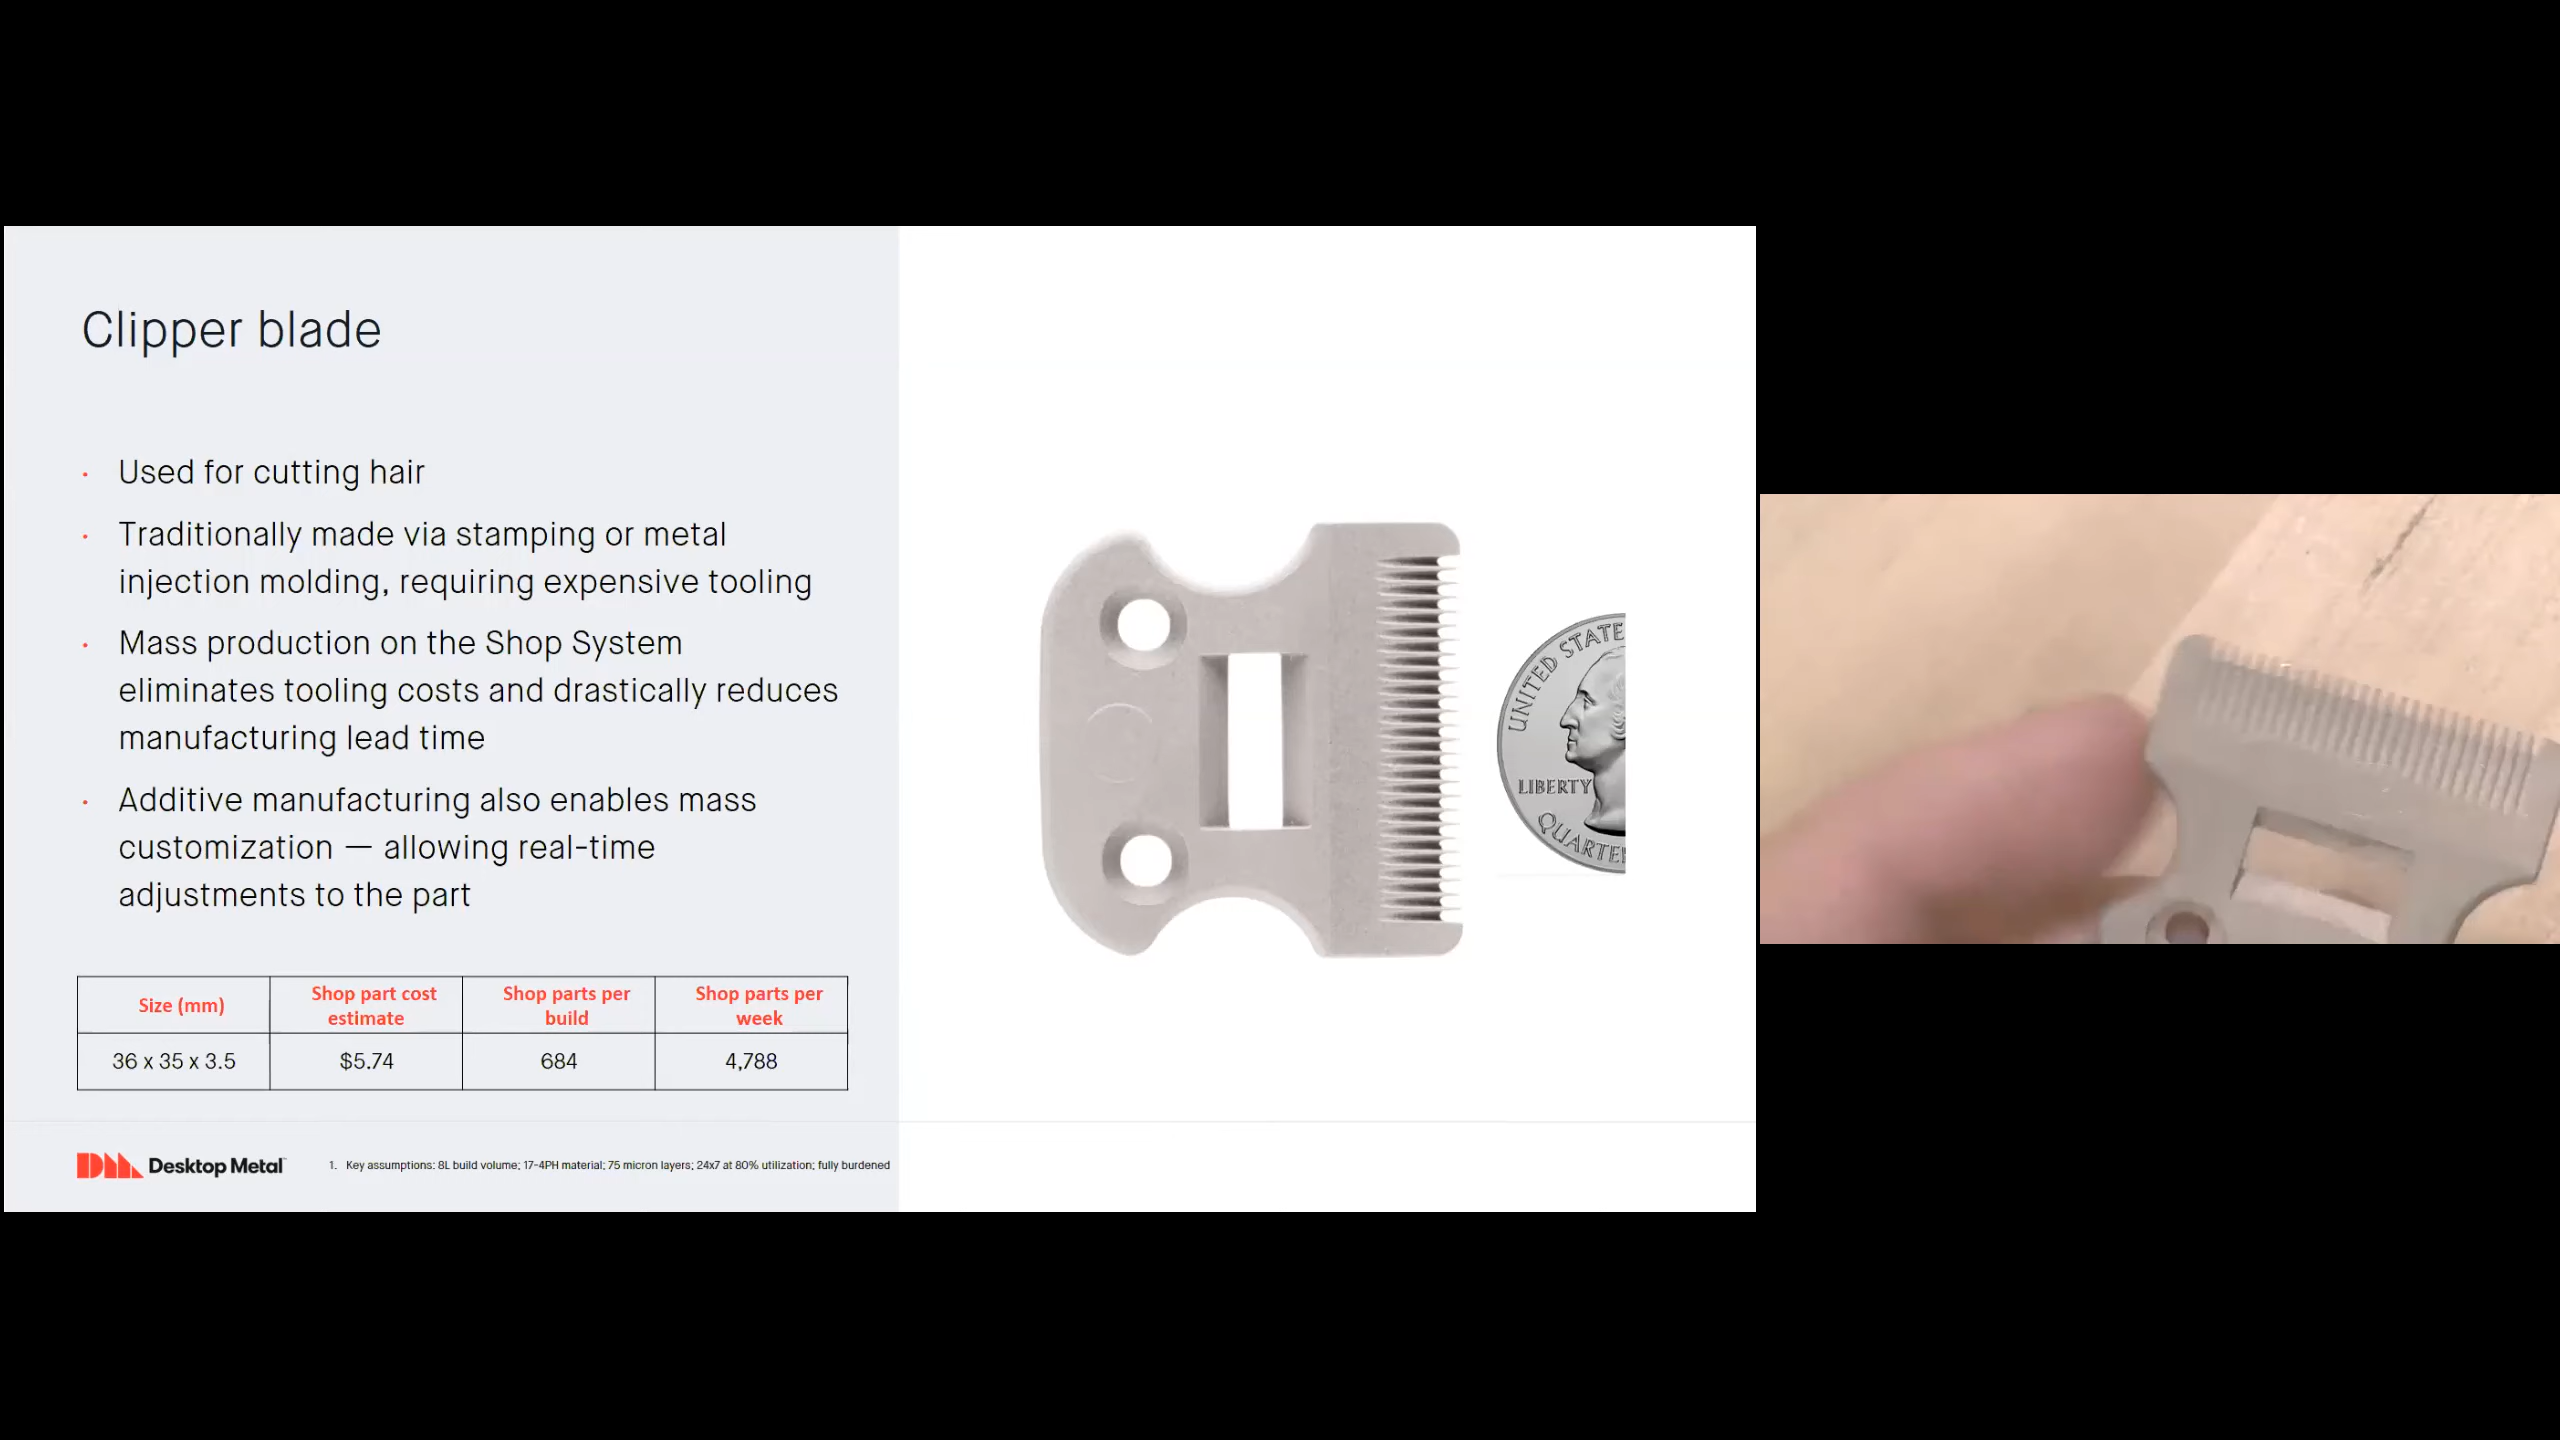 Clipper blade
· Used for cutting hair
· Traditionally made via stamping or metal
injection molding, requiring expensive tooling
· Mass production on the Shop System
eliminates tooling costs and drastically reduces
manufacturing lead time
· Additive manufacturing also enables mass
customization — allowing real-time
adjustments to the part
Size (mm)
Shop part cost
estimate
Shop parts per
build
Shop parts per
week
36 x 35 x 3.5
$5.74
684
4,788
Desktop Metal
1. Key assumptions: 8L build volume; 17-4PH material; 75 micron layers; 24x7 at 80% utilization; fully burdened
UNITED STATE
LIBERTY
QUARTE